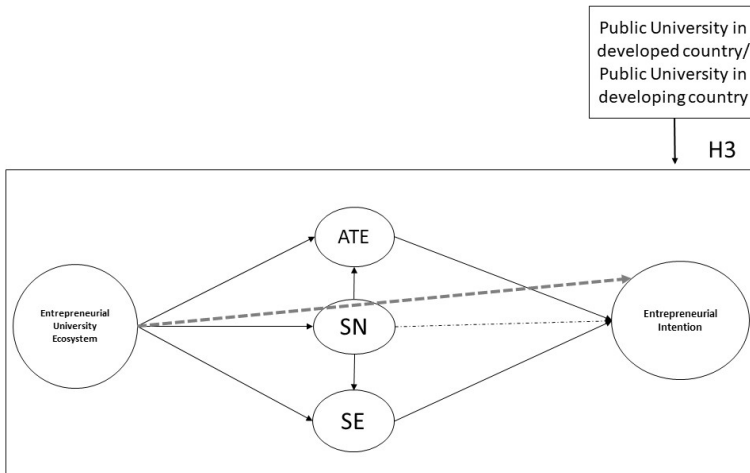 Public University in
developed country/
Public University in
developing country
H3
ATE
Entrepreneurial
University
Ecosystem
SN
Entrepreneurial
Intention
SE